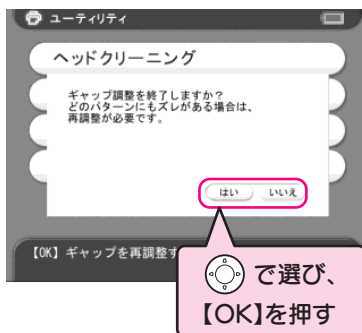 ユーティリティ
ヘッドクリーニング
ギャップ調整を終了しますか？
どのパターンにもズレがある場合は、
再調整が必要です。
はい いいえ
【OK】ギャップを再調整す
で選び、
【OK】を押す